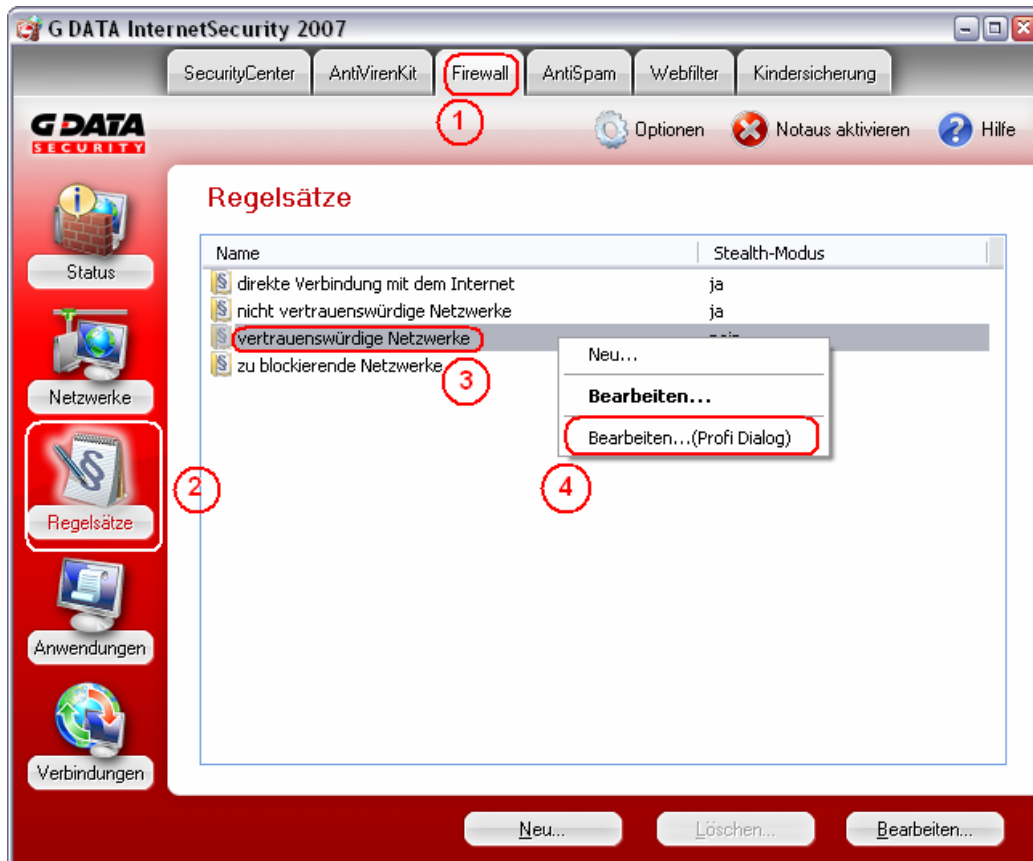 G DATA InternetSecurity 2007
SecurityCenter AntiVirenKit Firewall AntiSpam Webfilter Kindersicherung
1
G DATA
SECURITY
Optionen Notaus aktivieren Hilfe
Regelsätze
Name Stealth-Modus
direkte Verbindung mit dem Internet ja
nicht vertrauenswürdige Netzwerke ja
vertrauenswürdige Netzwerke
zu blockierende Netzwerke
3
Neu...
Bearbeiten...
Bearbeiten...(Profi Dialog)
4
Status
Netzwerke
2
Regelsätze
Anwendungen
Verbindungen
Neu... Löschen... Bearbeiten...